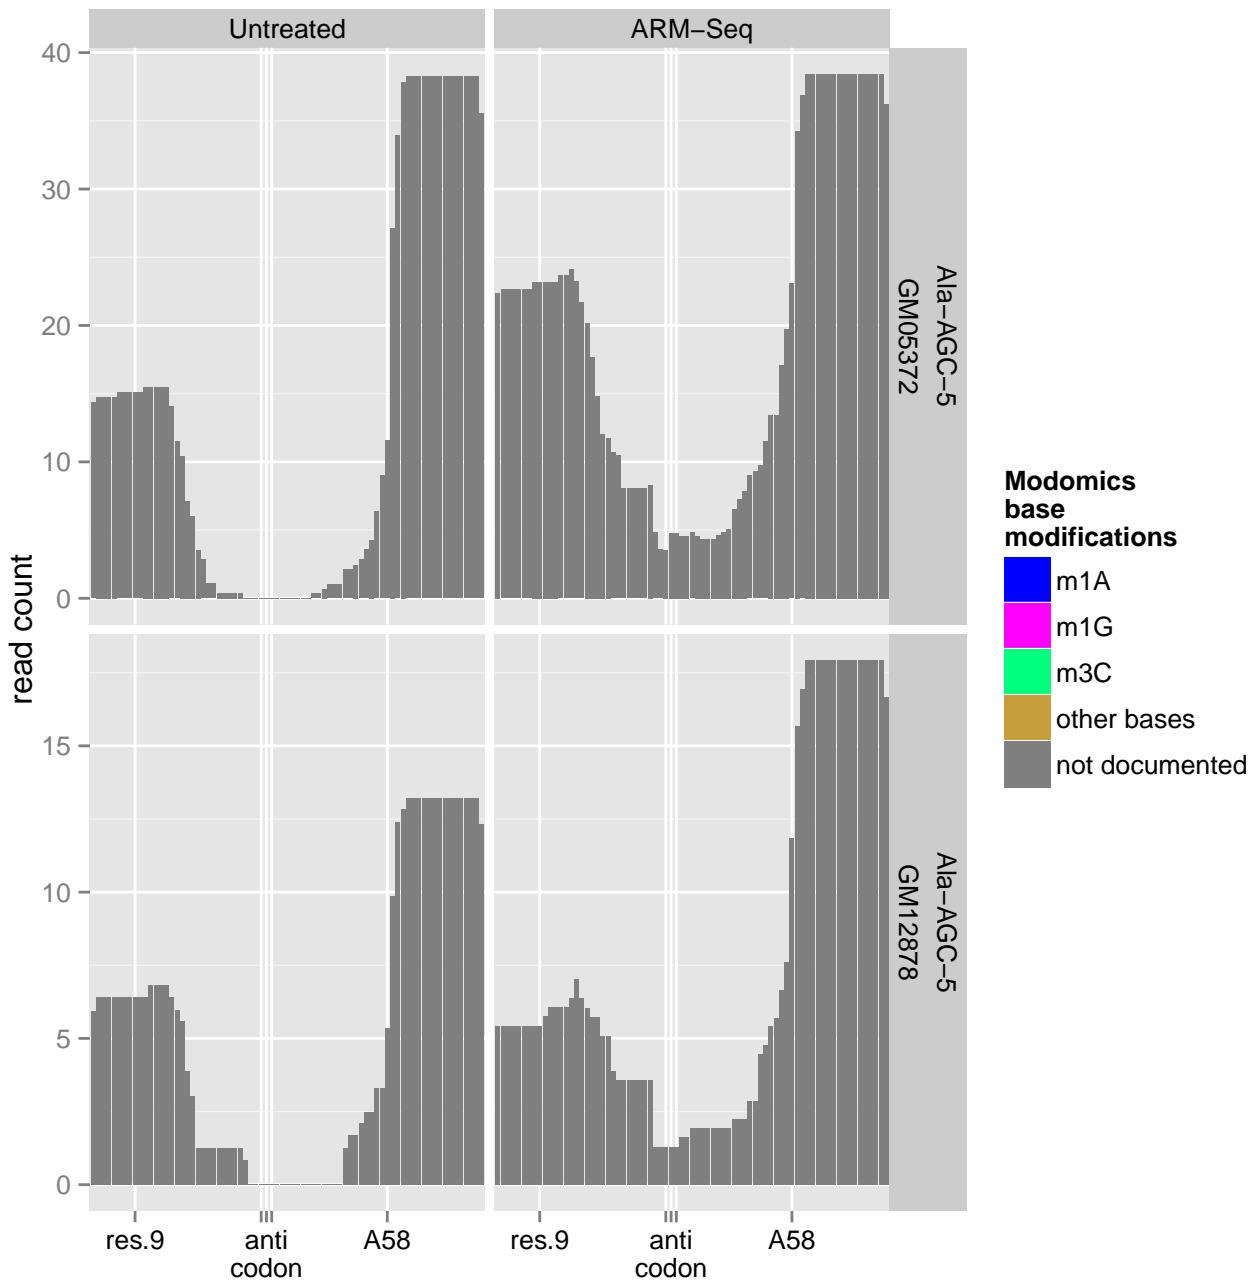 Untreated
ARM−Seq
40
30
20
10
0
Ala−AGC−5
GM05372
15
10
5
0
Ala−AGC−5
GM12878
read count
res.9
anti
codon
A58
res.9
anti
codon
A58
Modomics
base
modifications
m1A
m1G
m3C
other bases
not documented